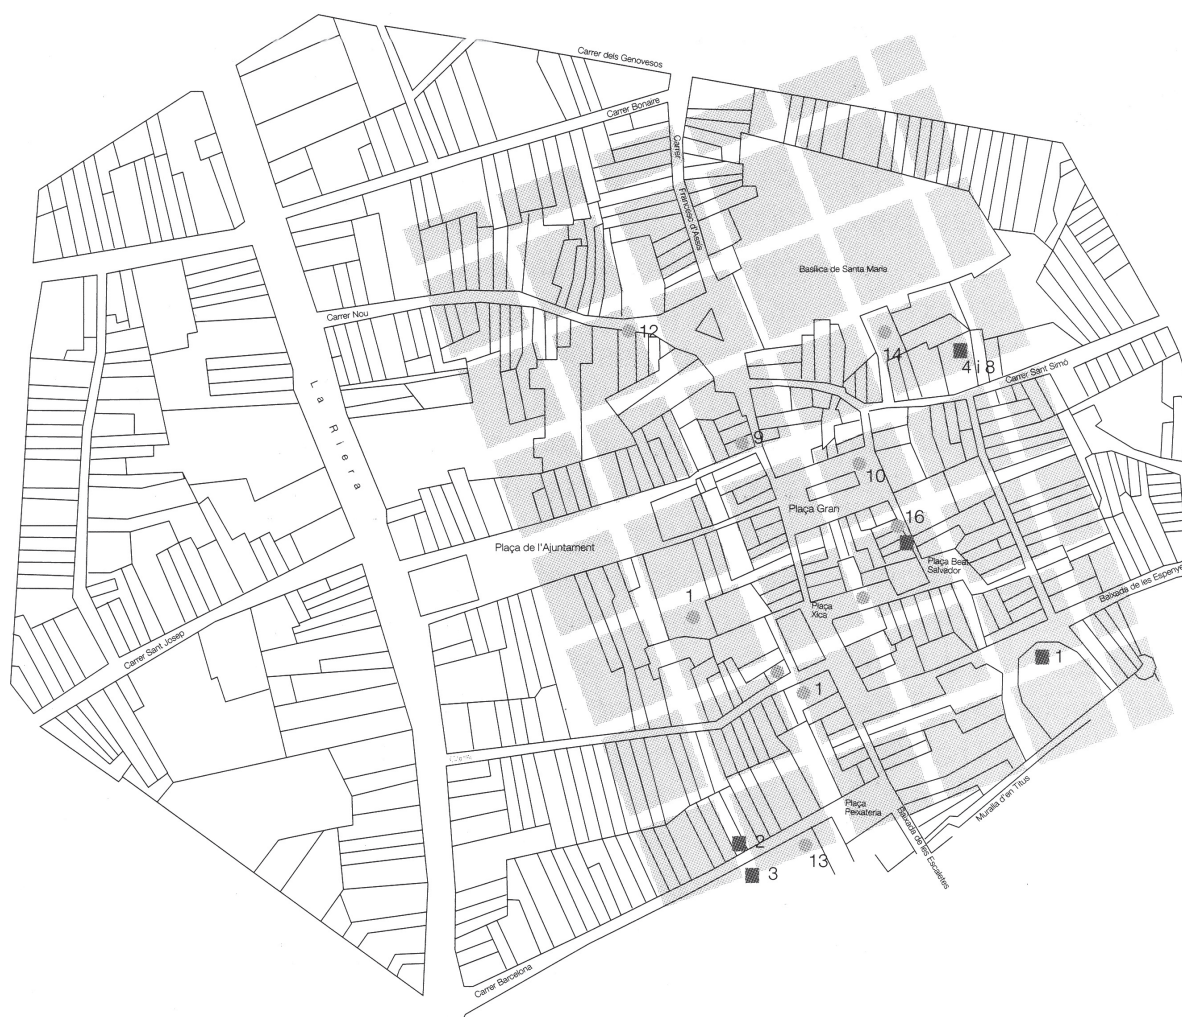 Carrer dels Genovesos
Carrer Bonaire
Carrer
Francesc d'Assís
Basílica de Santa Maria
Carrer Nou
12
14
4 i 8
Carrer Sant Simó
La Riera
9
10
Plaça Gran
16
Plaça de l'Ajuntament
Plaça Beat
Salvador
Baixada de les Espenyes
1
Plaça
Xica
Carrer Sant Josep
1
1
Plaça
Peixateria
Muralla d'en Titus
Baixada de les Escaletes
2
13
3
Carrer Barcelona